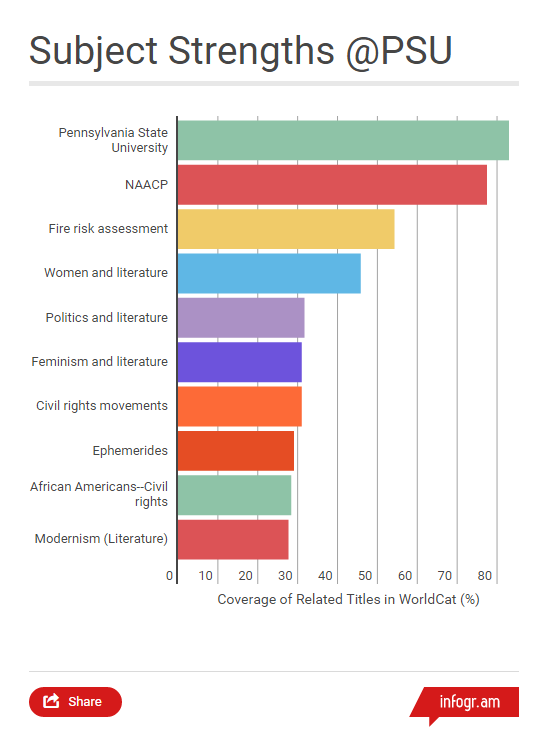 Subject Strengths @PSU
Pennsylvania State
University
NAACP
Fire risk assessment
Women and literature
Politics and literature
Feminism and literature
Civil rights movements
Ephemerides
African Americans--Civil
rights
Modernism (Literature)
0 10 20 30 40 50 60 70 80
Coverage of Related Titles in WorldCat (%)
Share
infogr.am